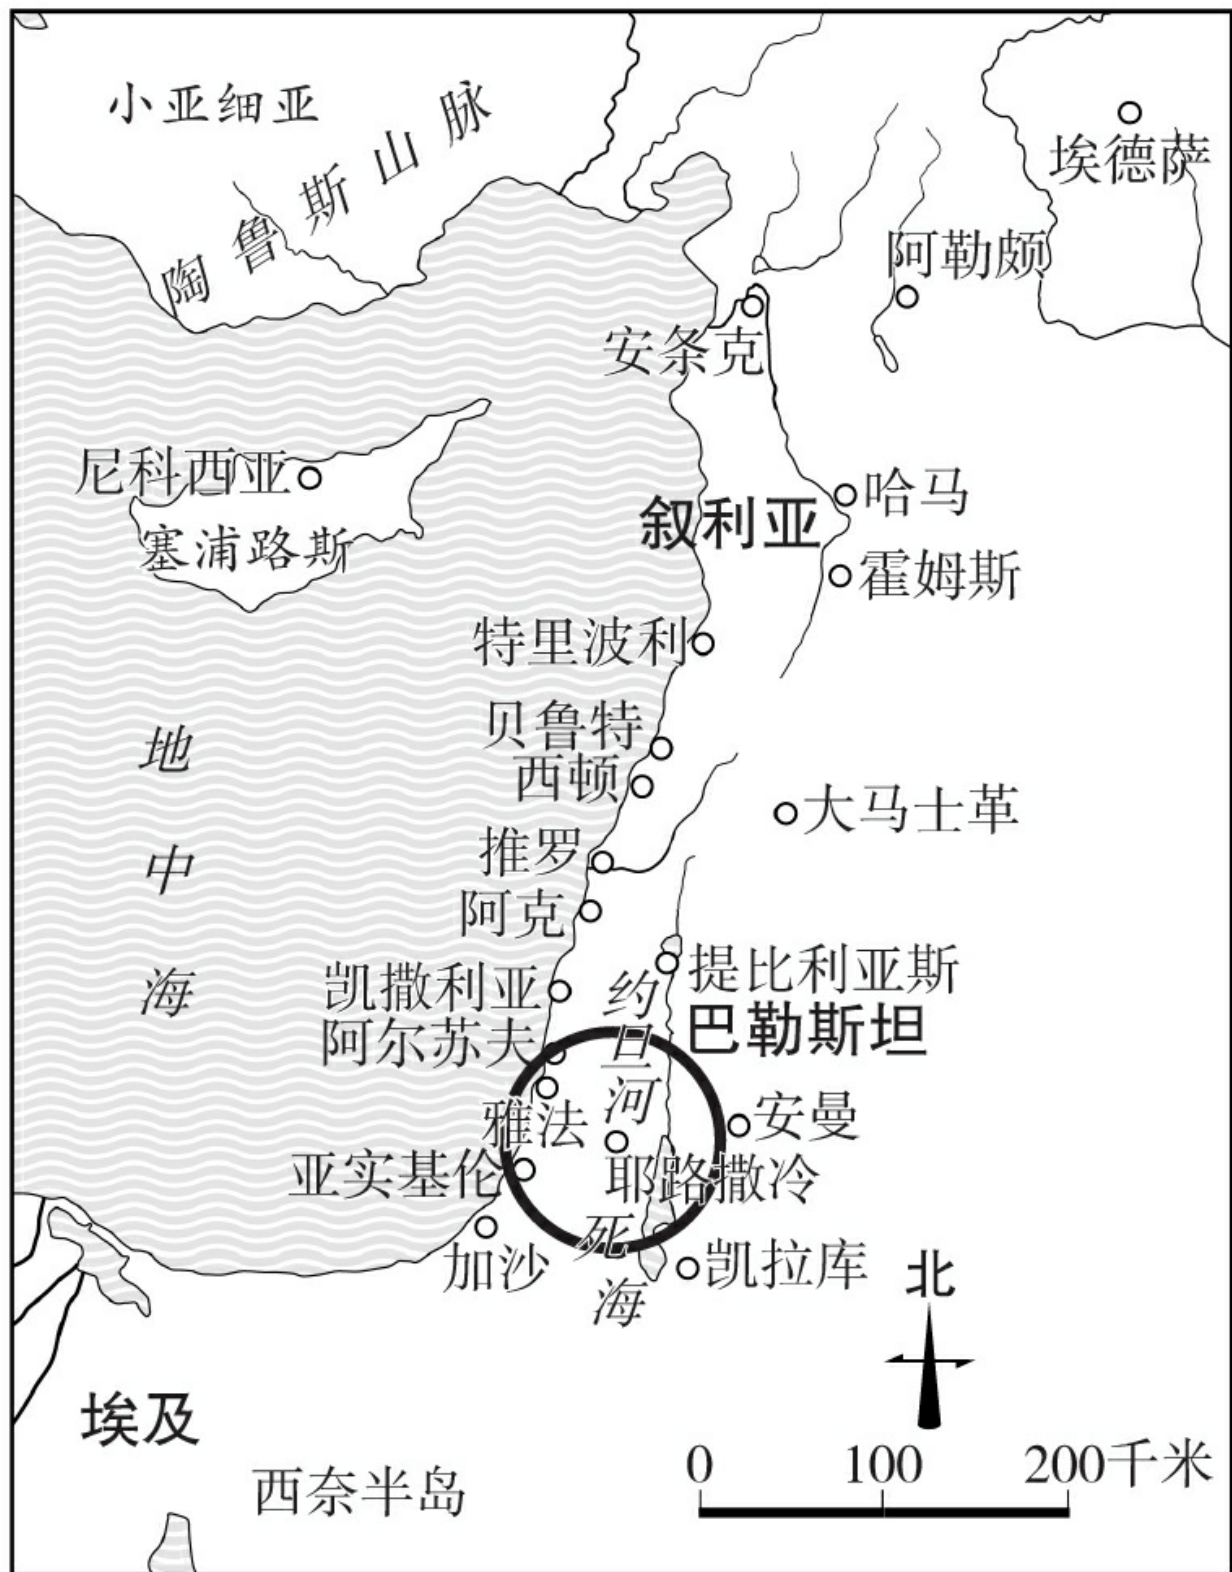 小亚细亚
陶鲁斯山脉
埃德萨
阿勒颇
安条克
尼科西亚
塞浦路斯
哈马
叙利亚
霍姆斯
特里波利
贝鲁特
西顿
地中海
大马士革
推罗
阿克
提比利亚斯
凯撒利亚
约旦河
巴勒斯坦
阿尔苏夫
雅法
安曼
亚实基伦
耶路撒冷
加沙
死海
凯拉库
北
埃及
西奈半岛
0 100 200千米